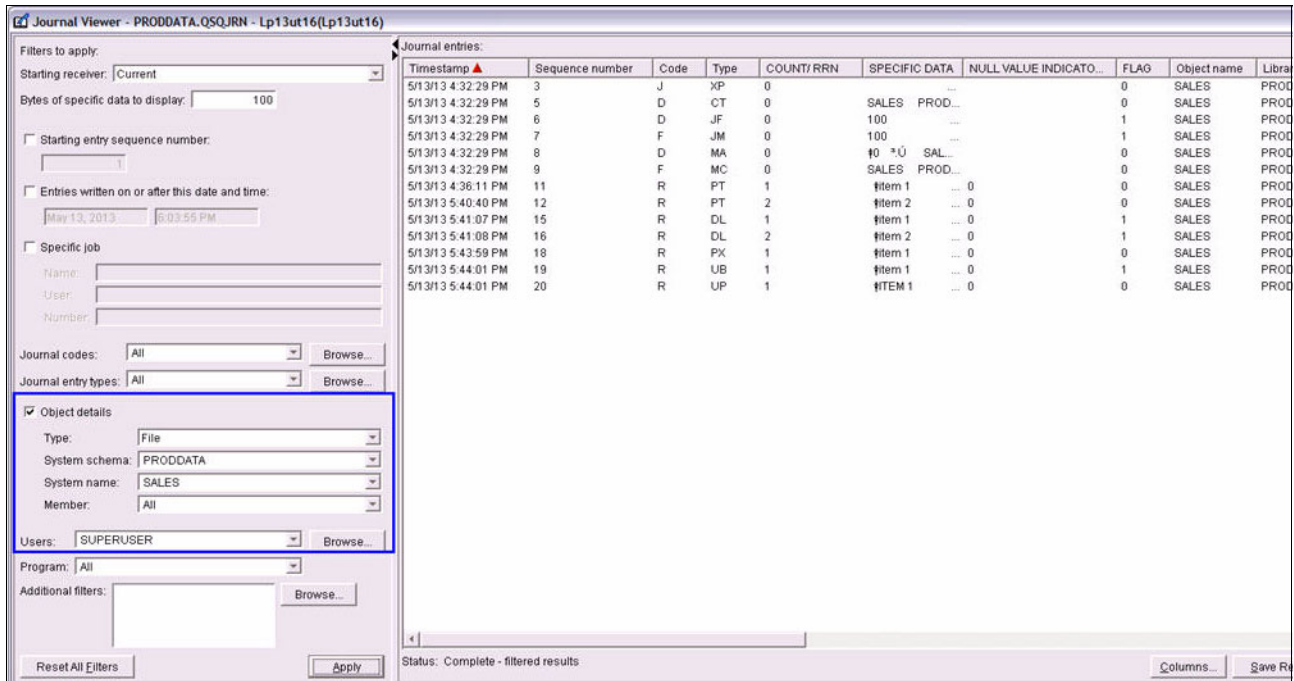 Journal Viewer - PRODDATA.QSQJRN - Lp13ut16(Lp13ut16)
Filters to apply:
Starting receiver: Current
Bytes of specific data to display: 100
Starting entry sequence number:
1
Entries written on or after this date and time:
May 13, 2013 6:03:55 PM
Specific job
Name:
User:
Number:
Journal codes: All Browse...
Journal entry types: All Browse...
Object details
Type: File
System schema: PRODDATA
System name: SALES
Member: All
Users: SUPERUSER Browse...
Program: All
Additional filters: Browse...
Reset All Filters Apply
Journal entries:
Timestamp Sequence number Code Type COUNT/ RRN SPECIFIC DATA NULL VALUE INDICATO... FLAG Object name Librar
5/13/13 4:32:29 PM 3 J XP 0 ... 0 SALES PROD
5/13/13 4:32:29 PM 5 D CT 0 SALES PROD... 0 SALES PROD
5/13/13 4:32:29 PM 6 D JF 0 100 ... 1 SALES PROD
5/13/13 4:32:29 PM 7 F JM 0 100 ... 1 SALES PROD
5/13/13 4:32:29 PM 8 D MA 0 ‡0 ³.Ú SAL... 0 SALES PROD
5/13/13 4:32:29 PM 9 F MC 0 SALES PROD... 0 SALES PROD
5/13/13 4:36:11 PM 11 R PT 1 ‡item 1 ... 0 0 SALES PROD
5/13/13 5:40:40 PM 12 R PT 2 ‡item 2 ... 0 0 SALES PROD
5/13/13 5:41:07 PM 15 R DL 1 ‡item 1 ... 0 1 SALES PROD
5/13/13 5:41:08 PM 16 R DL 2 ‡item 2 ... 0 1 SALES PROD
5/13/13 5:43:59 PM 18 R PX 1 ‡item 1 ... 0 0 SALES PROD
5/13/13 5:44:01 PM 19 R UB 1 ‡item 1 ... 0 1 SALES PROD
5/13/13 5:44:01 PM 20 R UP 1 ‡ITEM 1 ... 0 0 SALES PROD
Status: Complete - filtered results
Columns... Save Re